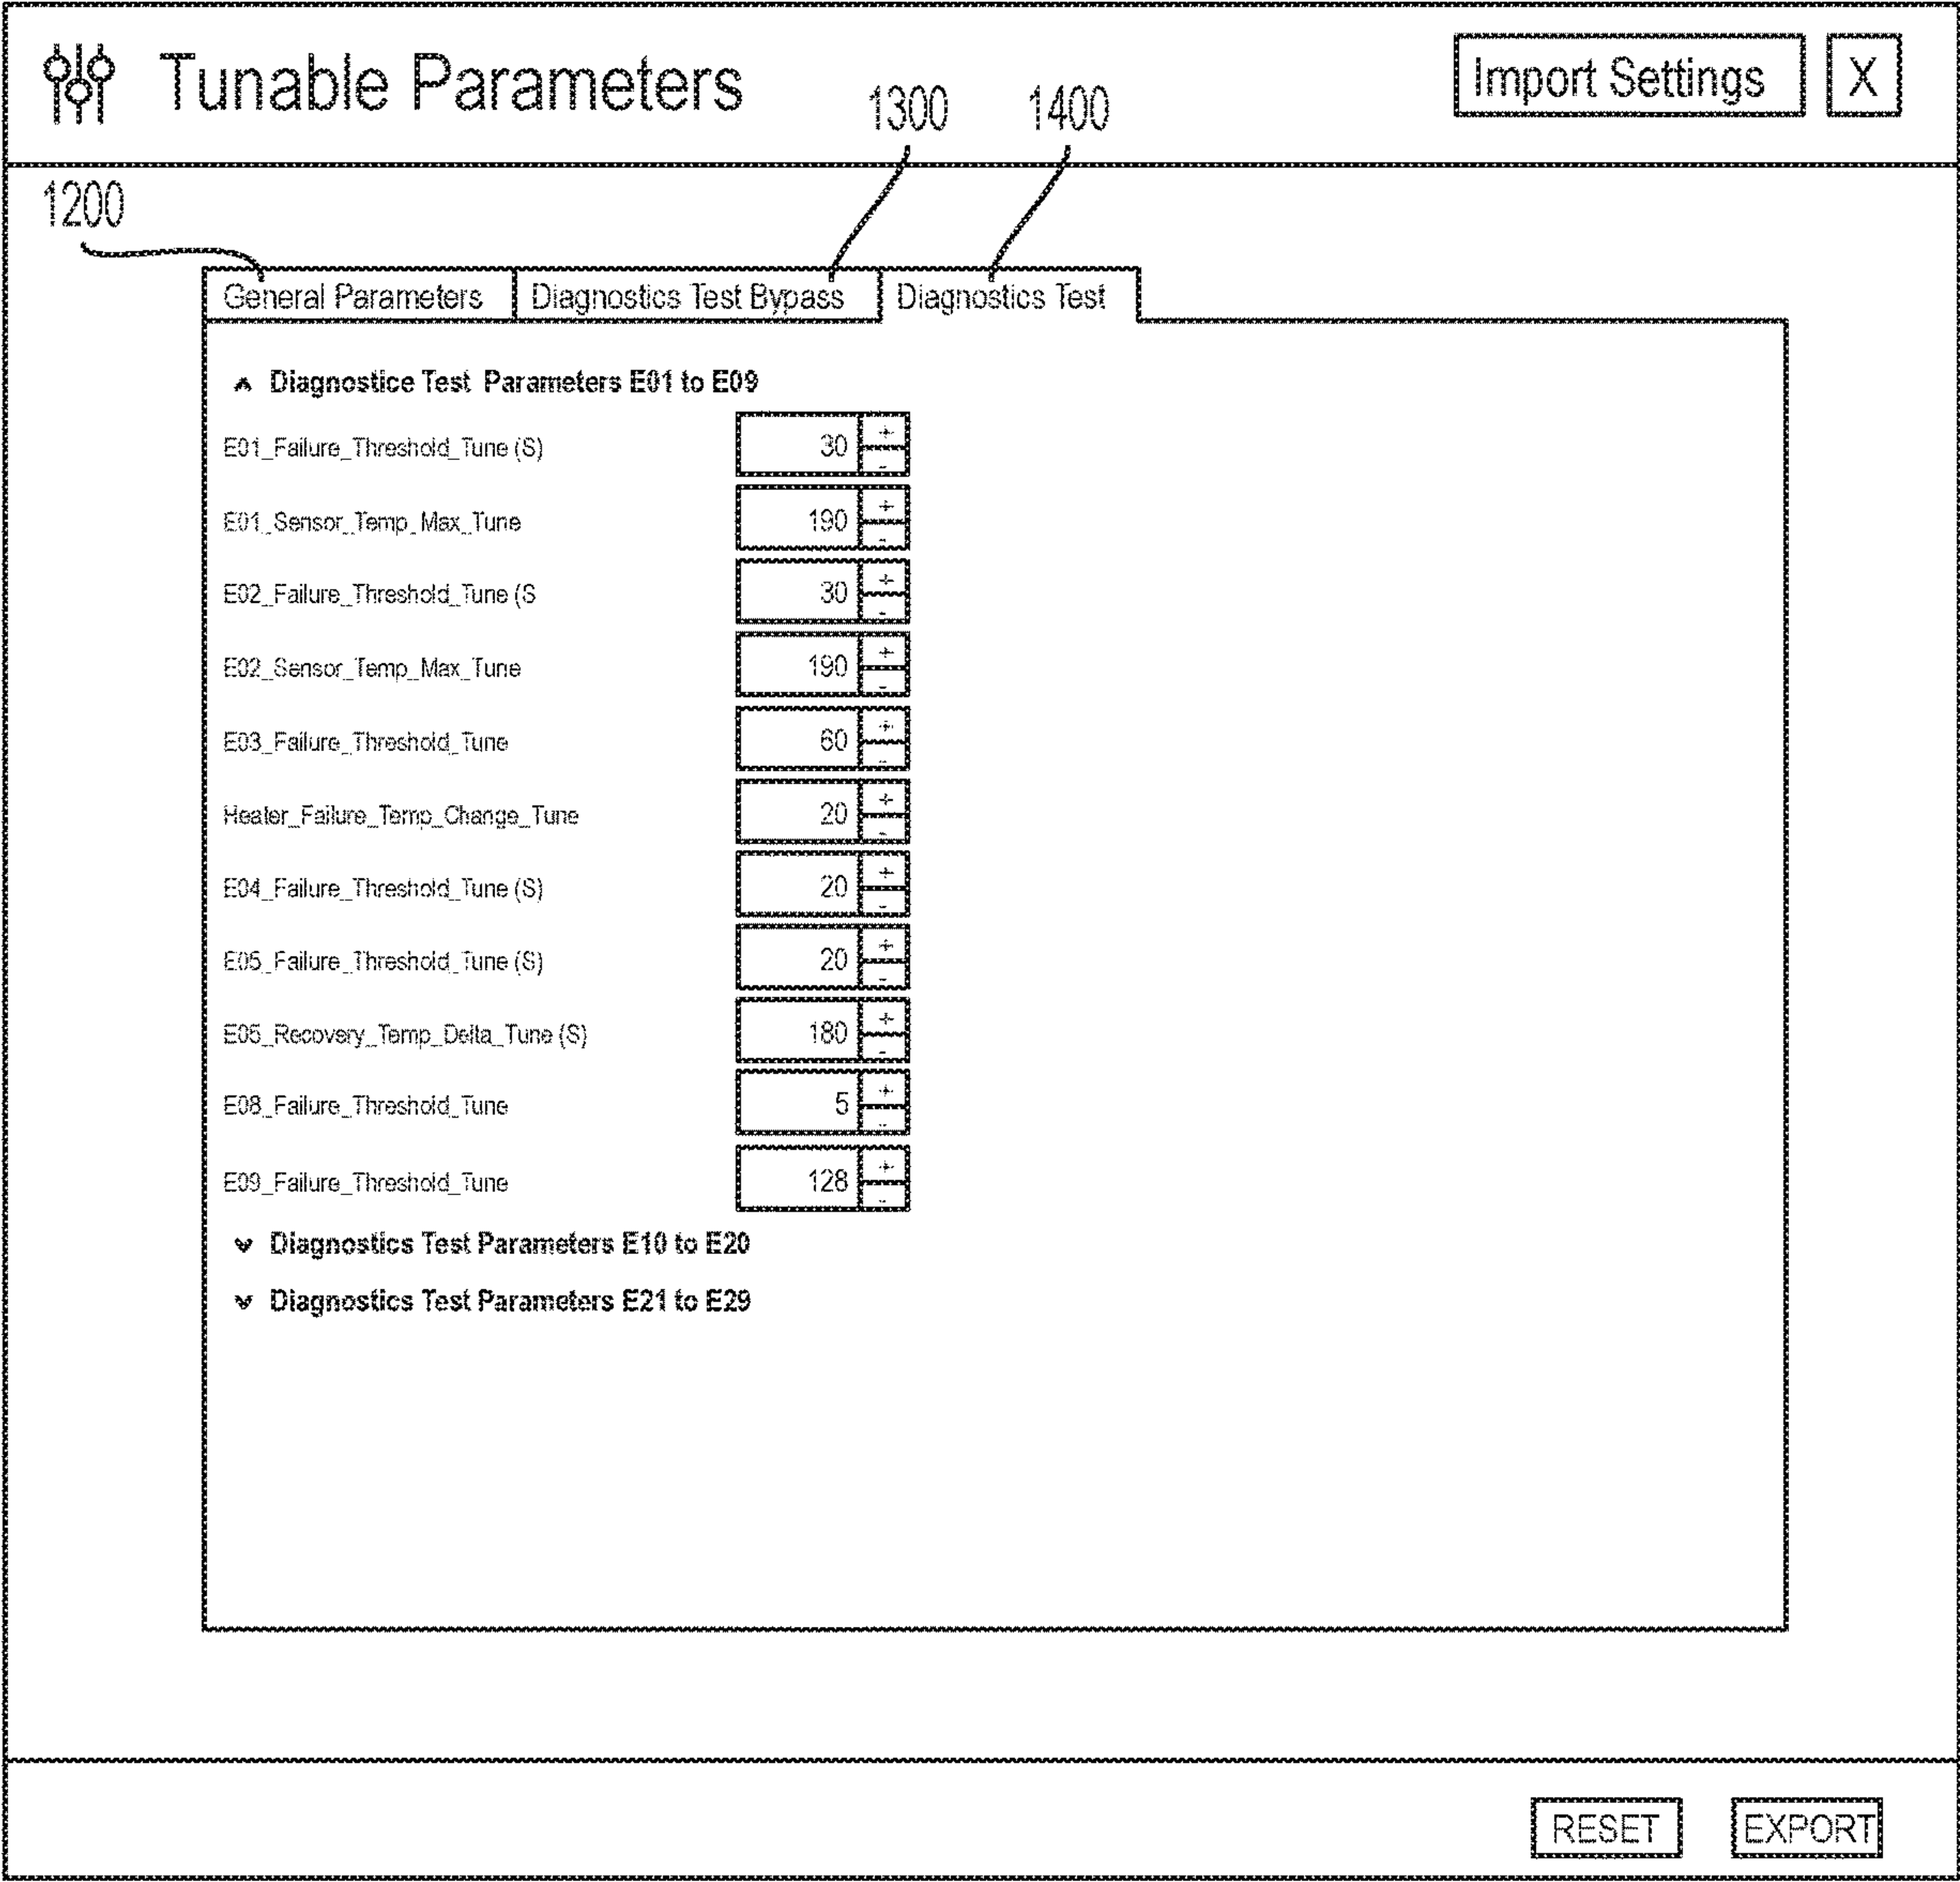 Tunable Parameters
Import Settings
X
1300
1400
1200
General Parameters
Diagnostics Test Bypass
Diagnostics Test
Diagnostice Test Parameters E01 to E09
E01_Failure_Threshold_Tune (S)
30
+
-
E01_Sensor_Temp_Max_Tune
190
+
-
E02_Failure_Threshold_Tune (S
30
+
-
E02_Sensor_Temp_Max_Tune
190
+
-
E03_Failure_Threshold_Tune
60
+
-
Heater_Failure_Temp_Change_Tune
20
+
-
E04_Failure_Threshold_Tune (S)
20
+
-
E05_Failure_Threshold_Tune (S)
20
+
-
E05_Recovery_Temp_Delta_Tune (S)
180
+
-
E08_Failure_Threshold_Tune
5
+
-
E09_Failure_Threshold_Tune
128
+
-
Diagnostics Test Parameters E10 to E20
Diagnostics Test Parameters E21 to E29
RESET
EXPORT